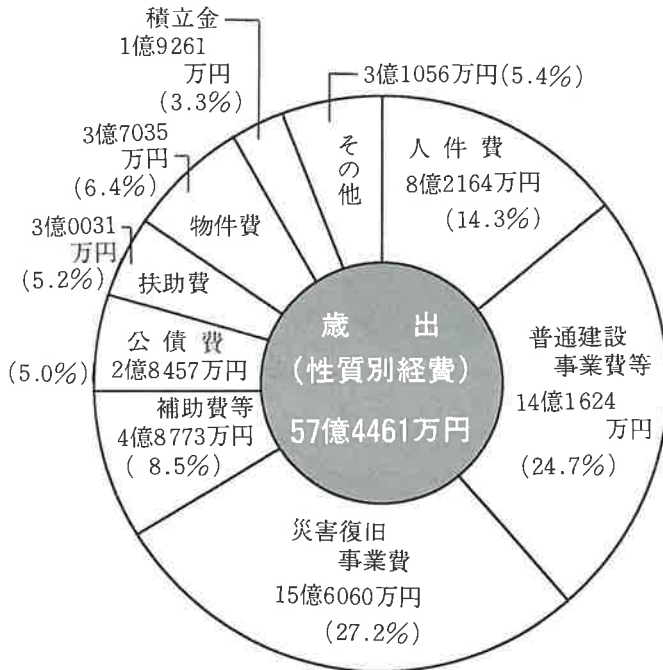 積立金
1億9261
万円
(3.3%)
3億1056万円(5.4%)
その他
人件費
8億2164万円
(14.3%)
普通建設
事業費等
14億1624
万円
(24.7%)
災害復旧
事業費
15億6060万円
(27.2%)
補助費等
4億8773万円
( 8.5%)
公債費
2億8457万円
(5.0%)
扶助費
3億0031
万円
(5.2%)
物件費
3億7035
万円
(6.4%)
歳出
(性質別経費)
57億4461万円